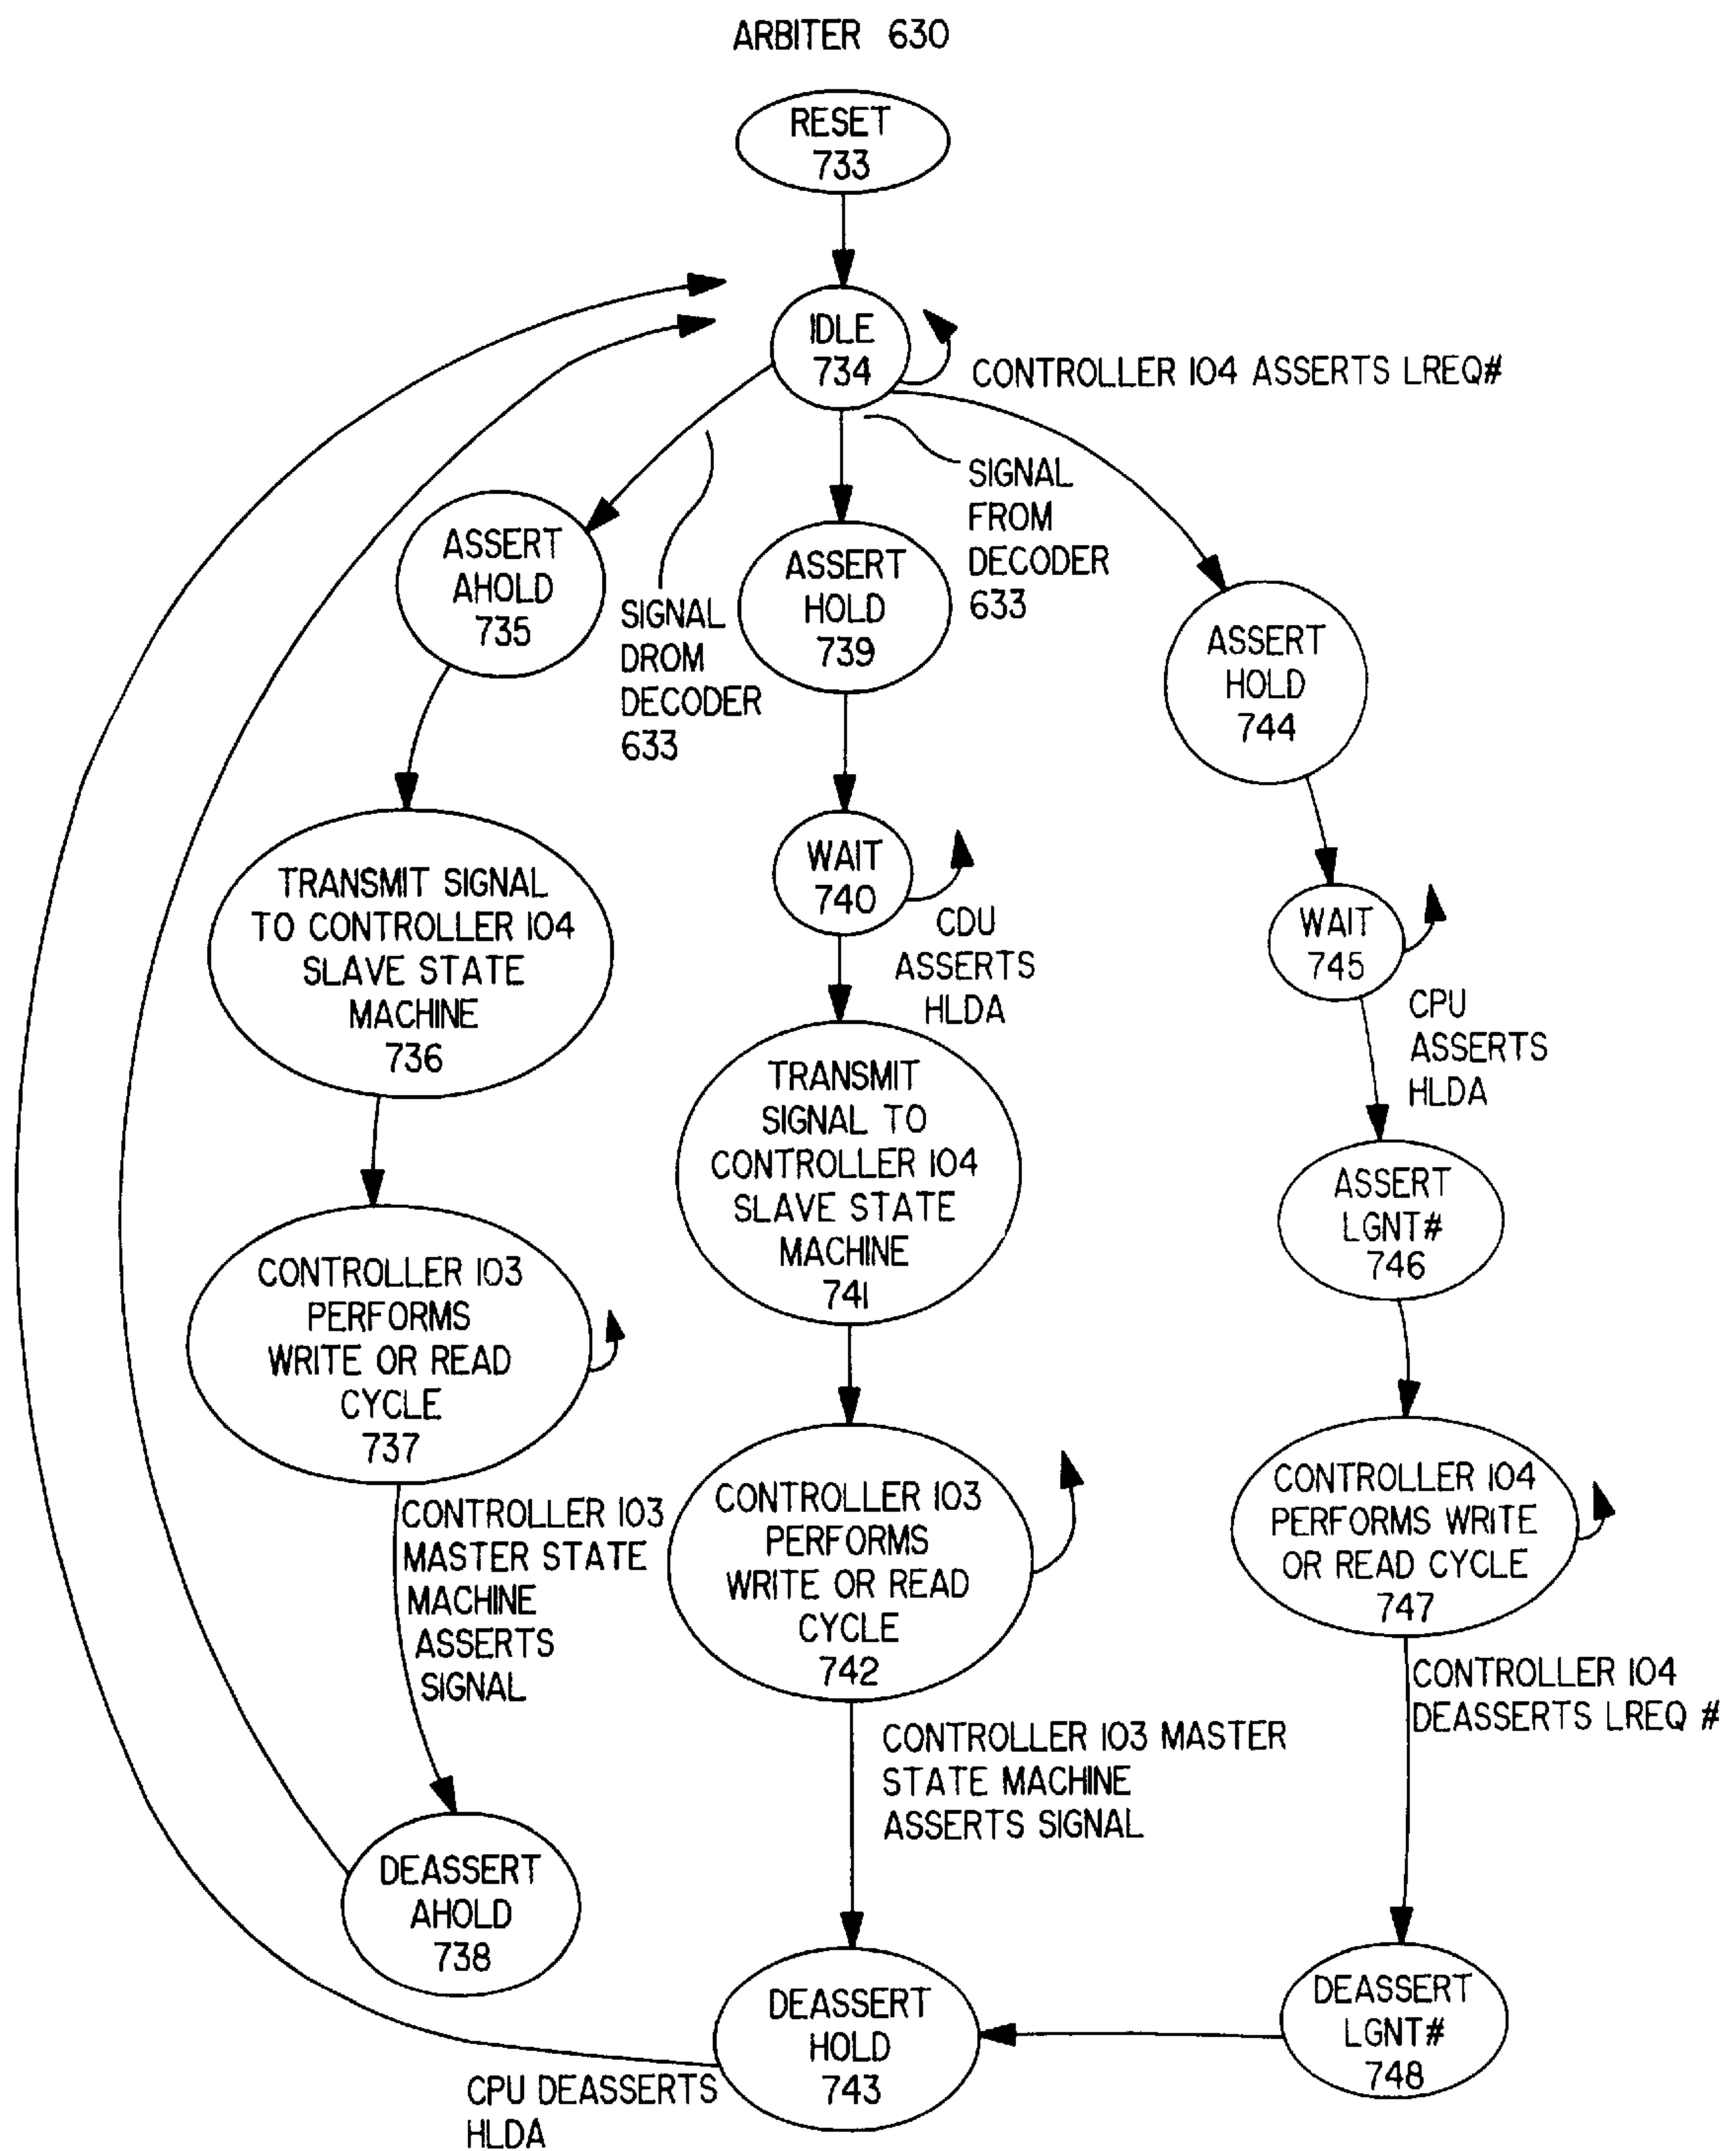 ARBITER 630
RESET
733
IDLE
734
CONTROLLER 104 ASSERTS LREQ#
SIGNAL
FROM
DECODER
633
ASSERT
AHOLD
735
SIGNAL
DROM
DECODER
633
ASSERT
HOLD
739
ASSERT
HOLD
744
TRANSMIT SIGNAL
TO CONTROLLER 104
SLAVE STATE
MACHINE
736
WAIT
740
CDU
ASSERTS
HLDA
WAIT
745
CPU
ASSERTS
HLDA
TRANSMIT
SIGNAL TO
CONTROLLER 104
SLAVE STATE
MACHINE
741
ASSERT
LGNT#
746
CONTROLLER 103
PERFORMS
WRITE OR READ
CYCLE
737
CONTROLLER 103
MASTER STATE
MACHINE
ASSERTS
SIGNAL
CONTROLLER 103
PERFORMS
WRITE OR READ
CYCLE
742
CONTROLLER 104
PERFORMS WRITE
OR READ CYCLE
747
CONTROLLER 104
DEASSERTS LREQ #
CONTROLLER 103 MASTER
STATE MACHINE
ASSERTS SIGNAL
DEASSERT
AHOLD
738
DEASSERT
HOLD
743
DEASSERT
LGNT#
748
CPU DEASSERTS
HLDA